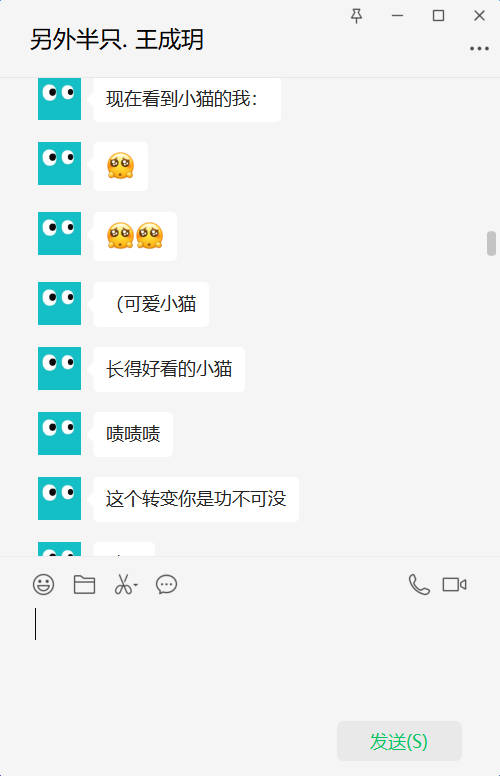 另外半只. 王成玥
现在看到小猫的我：
🥺
🥺🥺
（可爱小猫
长得好看的小猫
啧啧啧
这个转变你是功不可没
发送(S)